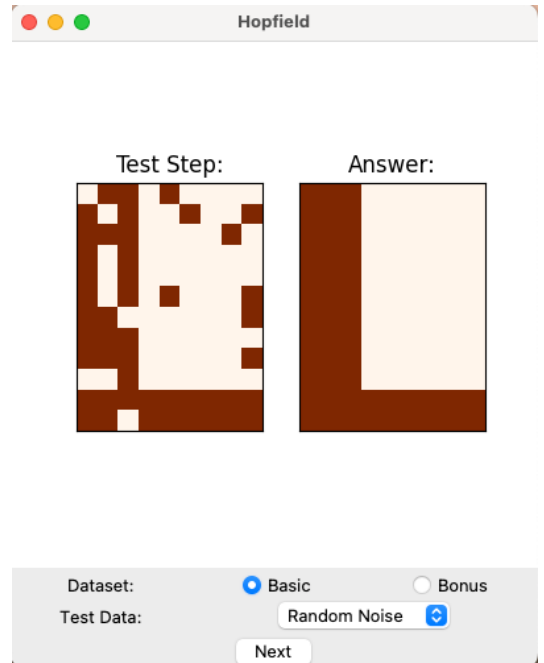 Hopfield
Test Step: Answer:
Dataset: Basic Bonus
Test Data: Random Noise
Next